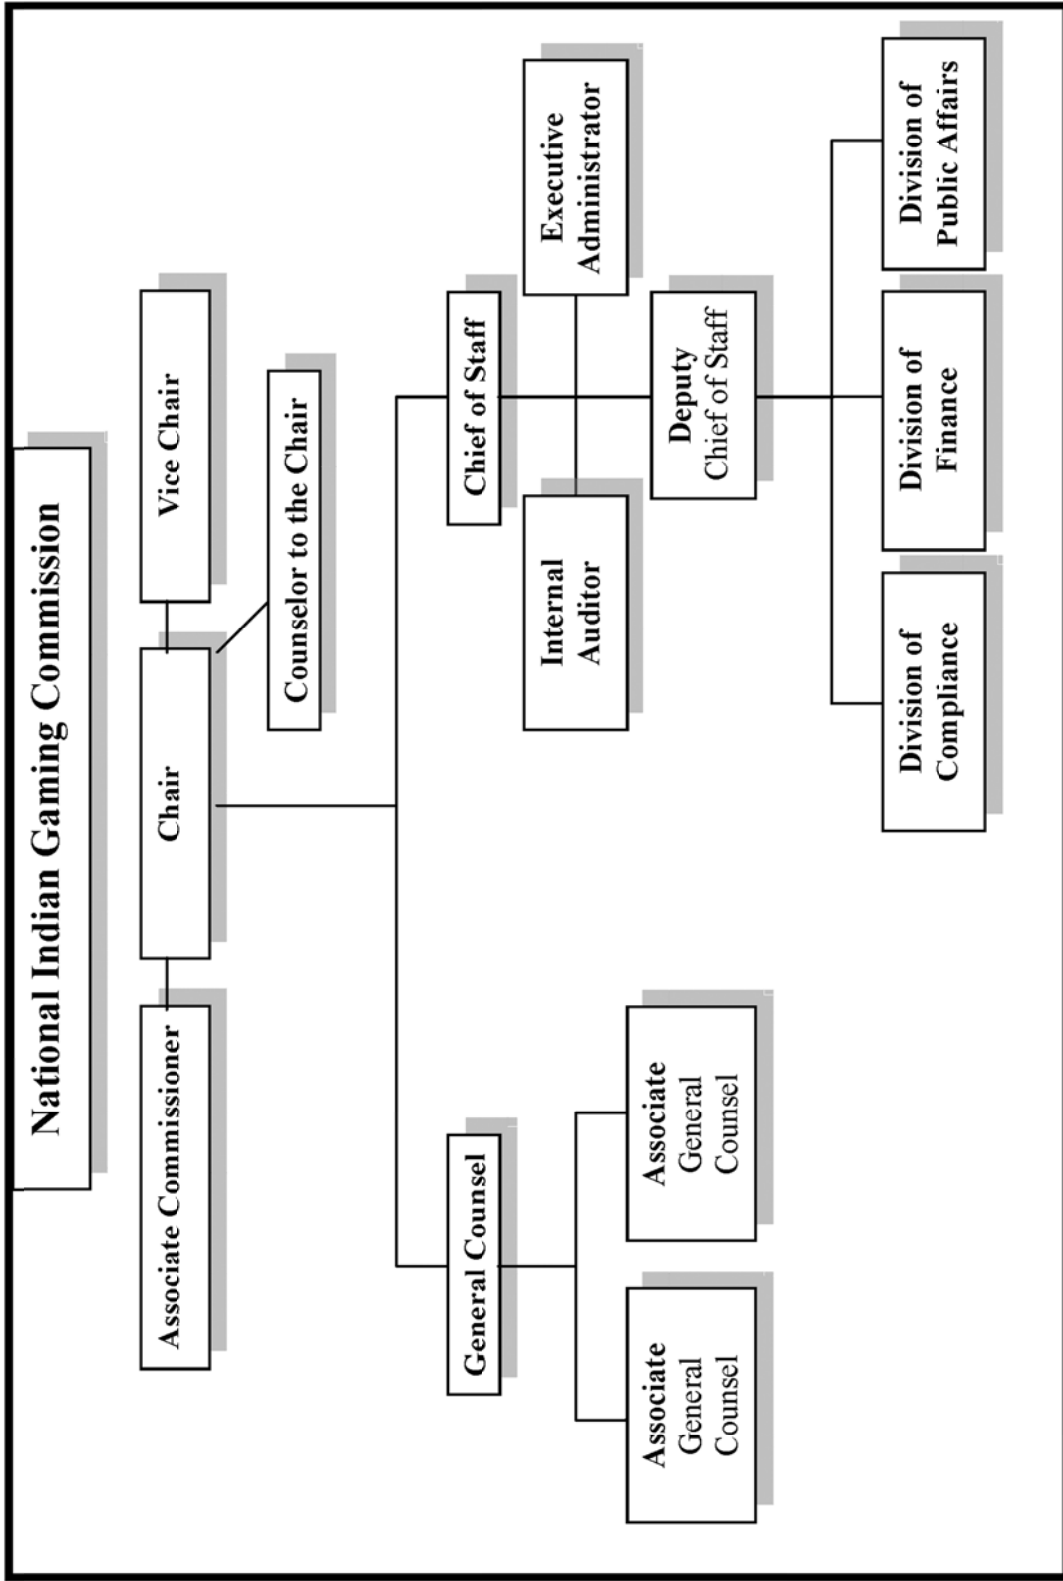 National Indian Gaming Commission
Associate Commissioner
Chair
Vice Chair
Counselor to the Chair
General Counsel
Chief of Staff
Internal
Auditor
Executive
Administrator
Associate
General
Counsel
Associate
General
Counsel
Deputy
Chief of Staff
Division of
Compliance
Division of
Finance
Division of
Public Affairs